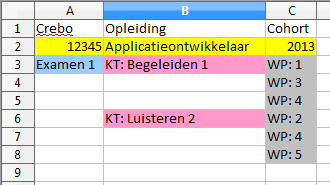 A B C
1 Crebo Opleiding Cohort
2 12345 Applicatieontwikkelaar 2013
3 Examen 1 KT: Begeleiden 1 WP: 1
4 WP: 3
5 WP: 4
6 KT: Luisteren 2 WP: 2
7 WP: 4
8 WP: 5
9